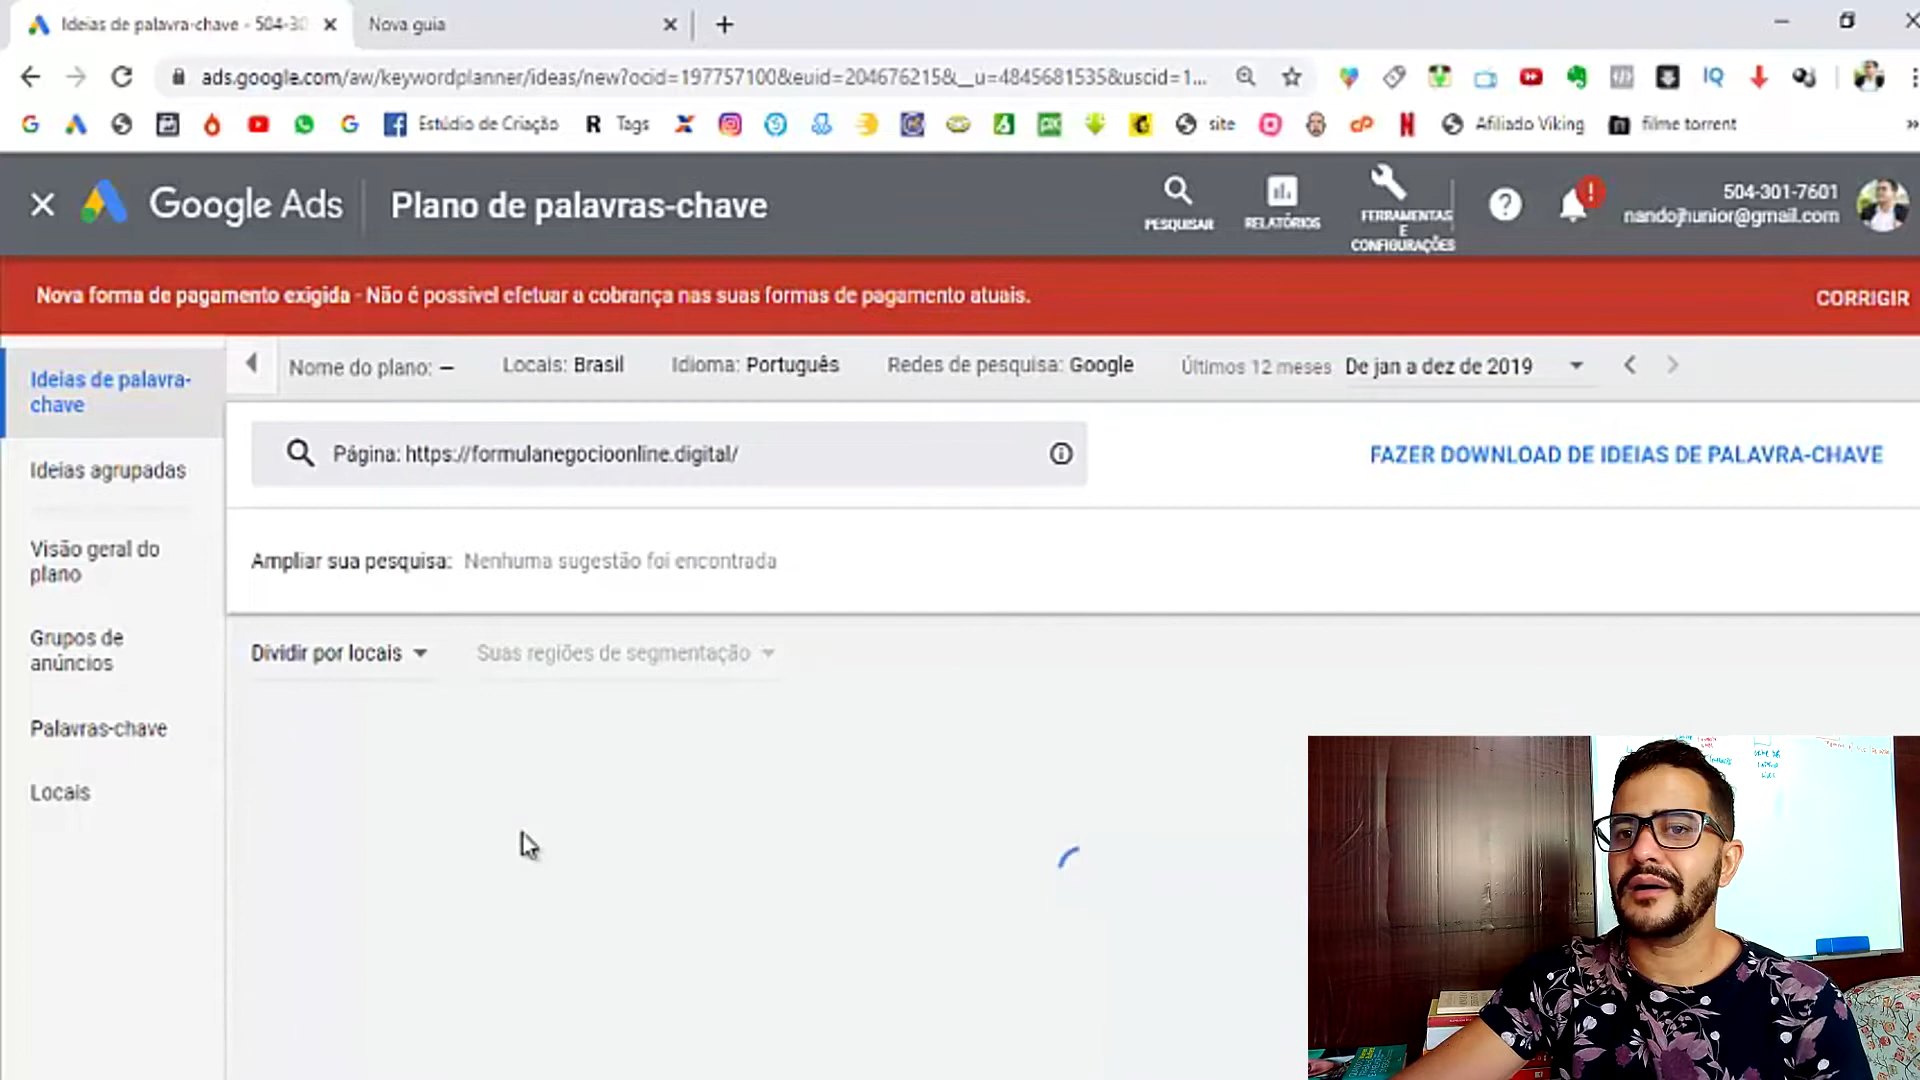 Ideias de palavra-chave - 504-30
Nova guia
ads.google.com/aw/keywordplanner/ideas/new?ocid=197757100&euid=204676215&__u=4845681535&uscid=1...
IQ
Estúdio de Criação
R Tags
site
Afiliado Viking
filme torrent
Google Ads
Plano de palavras-chave
PESQUISAR
RELATÓRIOS
FERRAMENTAS
E
CONFIGURAÇÕES
504-301-7601
nandojhunior@gmail.com
Nova forma de pagamento exigida - Não é possível efetuar a cobrança nas suas formas de pagamento atuais.
CORRIGIR
Ideias de palavra-
chave
Ideias agrupadas
Visão geral do
plano
Grupos de
anúncios
Palavras-chave
Locais
Nome do plano: —
Locais: Brasil
Idioma: Português
Redes de pesquisa: Google
Últimos 12 meses
De jan a dez de 2019
Página: https://formulanegocioonline.digital/
FAZER DOWNLOAD DE IDEIAS DE PALAVRA-CHAVE
Ampliar sua pesquisa: Nenhuma sugestão foi encontrada
Dividir por locais
Suas regiões de segmentação